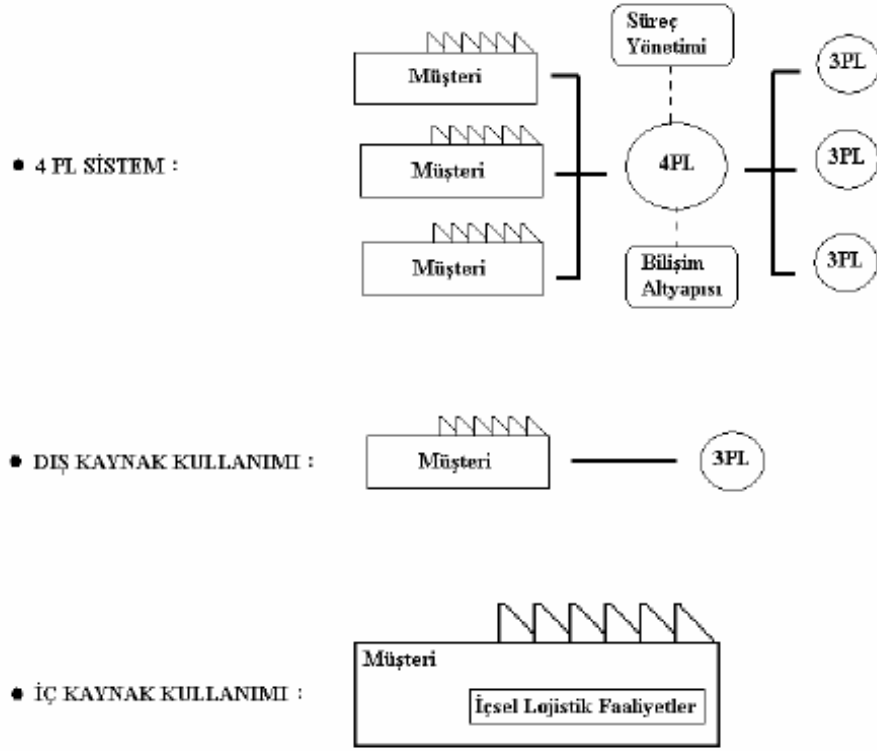 Süreç
Yönetimi
Müşteri
3PL
● 4 PL SİSTEM :
Müşteri
4PL
3PL
Müşteri
Bilişim
Altyapısı
3PL
● DIŞ KAYNAK KULLANIMI :
Müşteri
3PL
● İÇ KAYNAK KULLANIMI :
Müşteri
İçsel Lojistik Faaliyetler